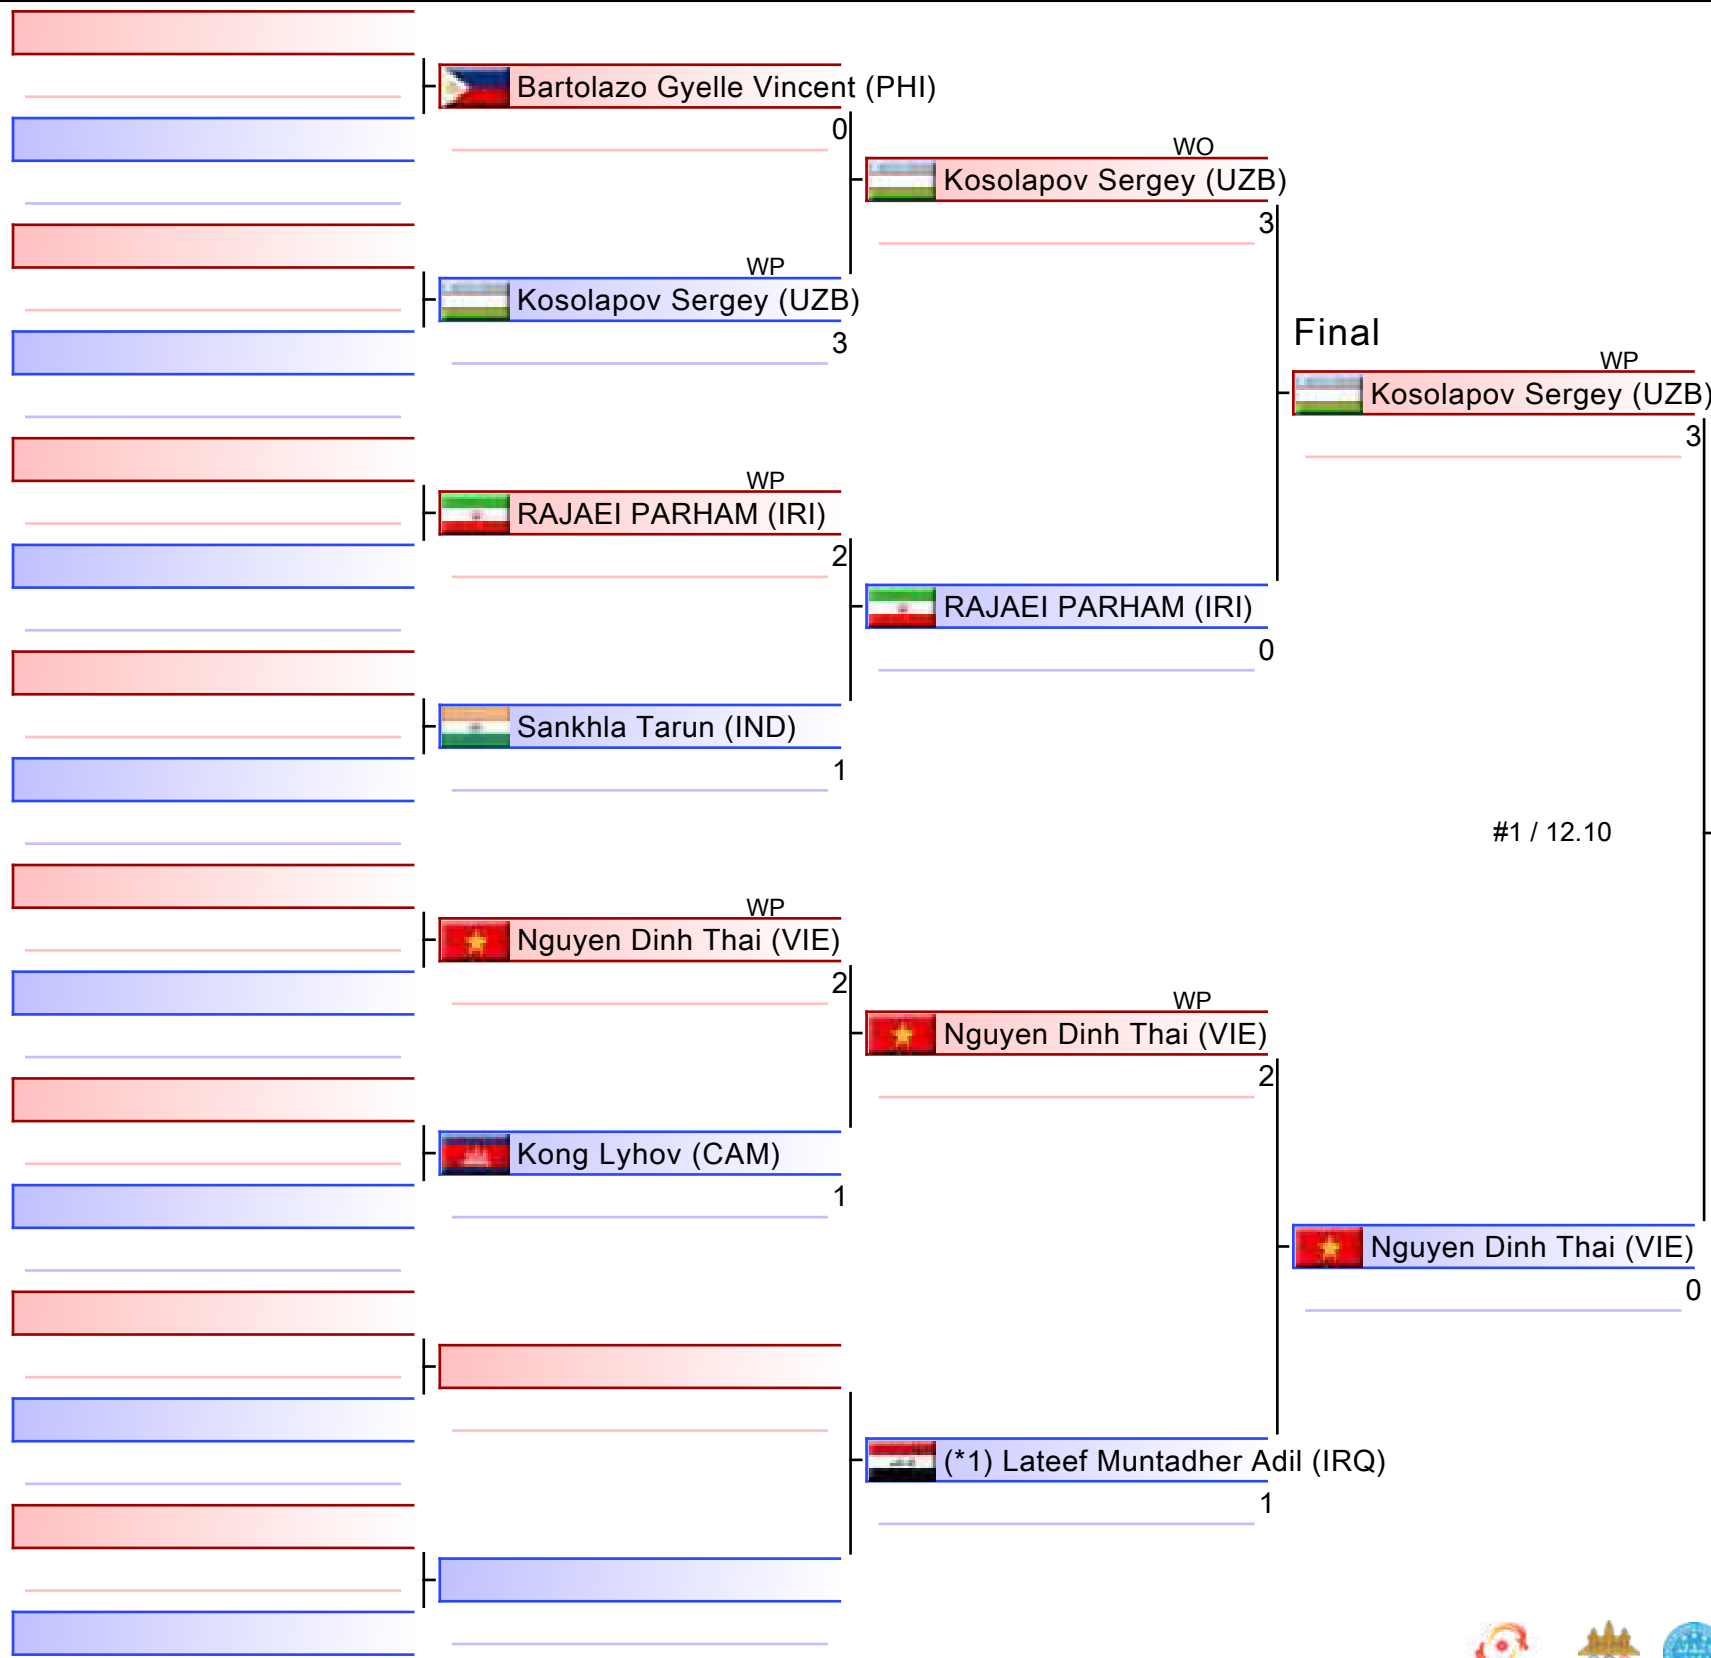 Bartolazo Gyelle Vincent (PHI)
0
WO
Kosolapov Sergey (UZB)
3
WP
Kosolapov Sergey (UZB)
3
Final
WP
Kosolapov Sergey (UZB)
3
WP
RAJAEI PARHAM (IRI)
2
RAJAEI PARHAM (IRI)
0
Sankhla Tarun (IND)
1
#1 / 12.10
WP
Nguyen Dinh Thai (VIE)
2
WP
Nguyen Dinh Thai (VIE)
2
Kong Lyhov (CAM)
1
Nguyen Dinh Thai (VIE)
0
(*1) Lateef Muntadher Adil (IRQ)
1